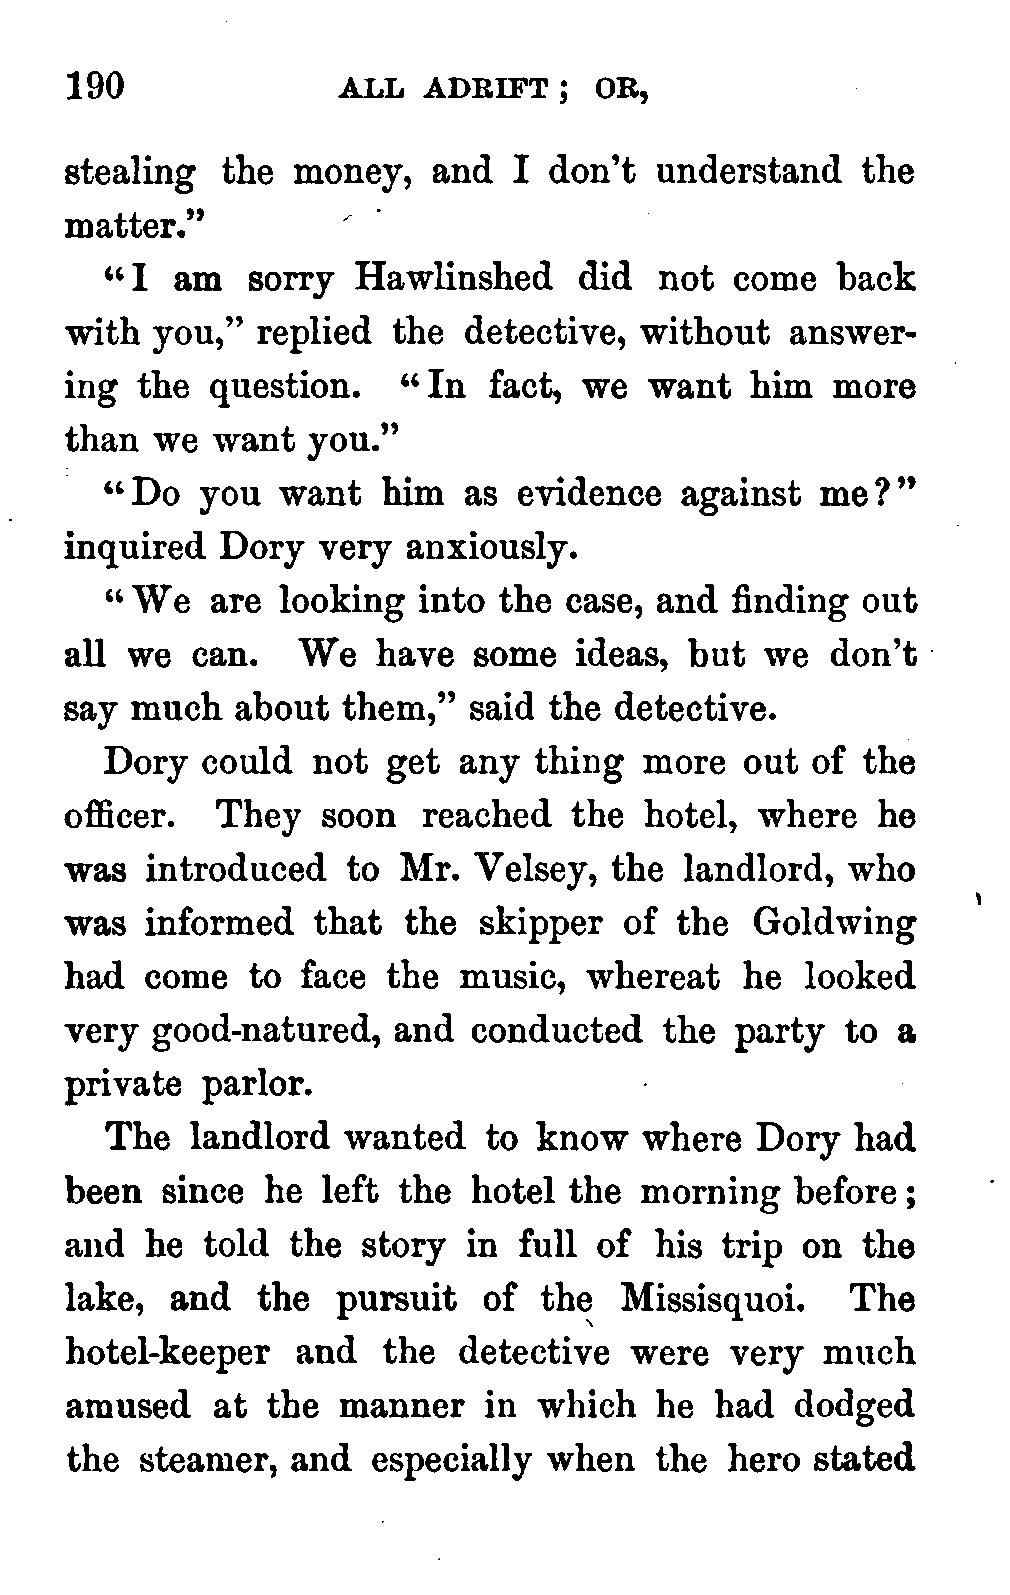 190 ALL ADRIFT; OR,
stealing the money, and I don't understand the
matter."
"I am sorry Hawlinshed did not come back
with you," replied the detective, without answer-
ing the question. "In fact, we want him more
than we want you."
"Do you want him as evidence against me?"
inquired Dory very anxiously.
"We are looking into the case, and finding out
all we can. We have some ideas, but we don't
say much about them," said the detective.
Dory could not get any thing more out of the
officer. They soon reached the hotel, where he
was introduced to Mr. Velsey, the landlord, who
was informed that the skipper of the Goldwing
had come to face the music, whereat he looked
very good-natured, and conducted the party to a
private parlor.
The landlord wanted to know where Dory had
been since he left the hotel the morning before;
and he told the story in full of his trip on the
lake, and the pursuit of the Missisquoi. The
hotel-keeper and the detective were very much
amused at the manner in which he had dodged
the steamer, and especially when the hero stated